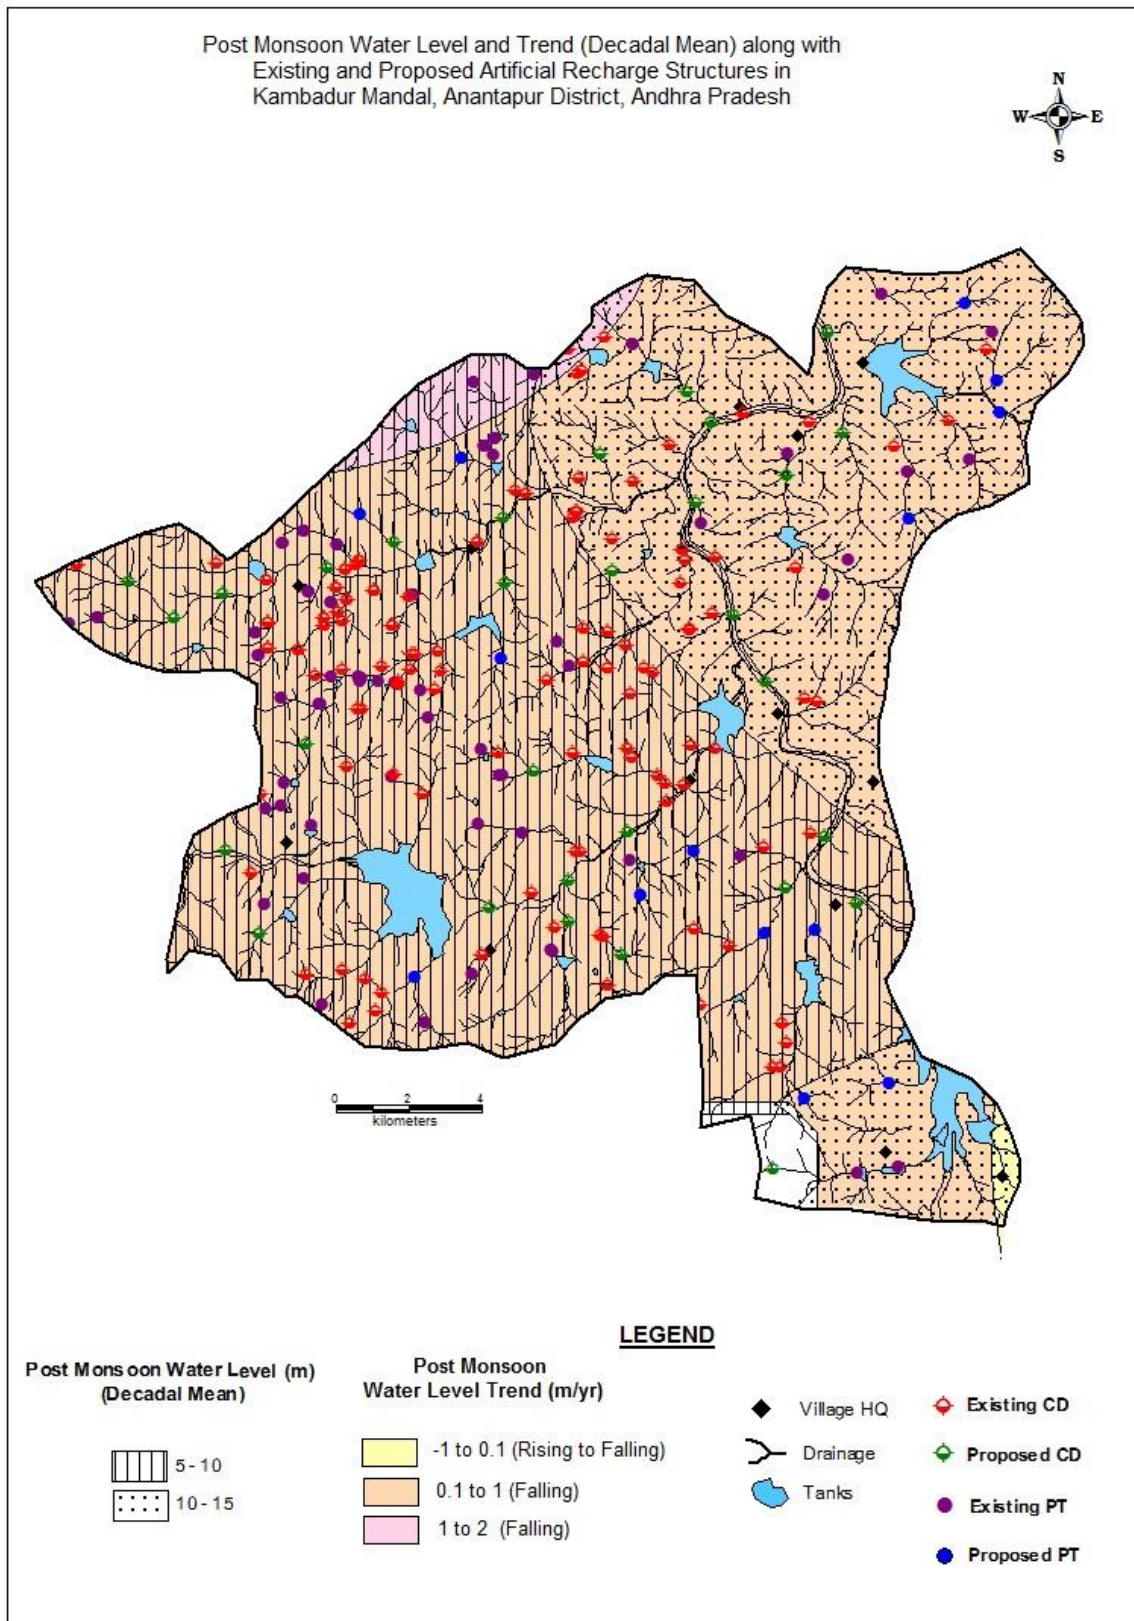 Post Monsoon Water Level and Trend (Decadal Mean) along with
Existing and Proposed Artificial Recharge Structures in
Kambadur Mandal, Anantapur District, Andhra Pradesh
N
W E
S
0 2 4
kilometers
LEGEND
Post Monsoon Water Level (m)
(Decadal Mean)
5 - 10
10 - 15
Post Monsoon
Water Level Trend (m/yr)
-1 to 0.1 (Rising to Falling)
0.1 to 1 (Falling)
1 to 2 (Falling)
Village HQ
Drainage
Tanks
Existing CD
Proposed CD
Existing PT
Proposed PT